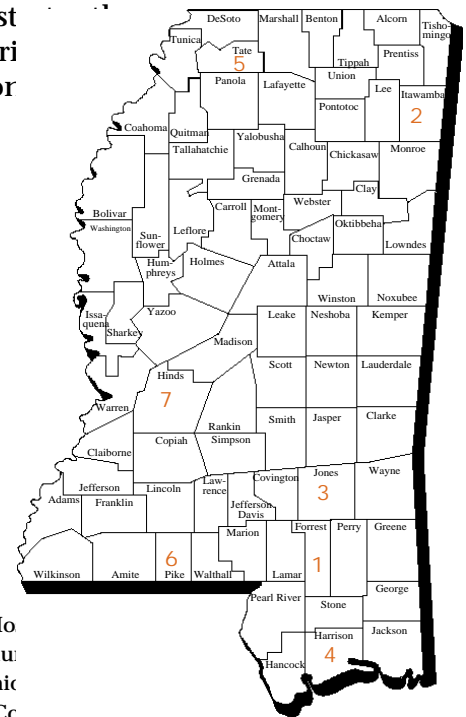 DeSoto
Marshall
Benton
Alcorn
Tisho-
mingo
Tunica
Tate
5
Tippah
Prentiss
Panola
Lafayette
Union
Lee
Itawamba
2
Pontotoc
Coahoma
Quitman
Yalobusha
Tallahatchie
Calhoun
Chickasaw
Monroe
Grenada
Clay
Bolivar
Washington
Sun-
flower
Leflore
Carroll
Mont-
gomery
Webster
Choctaw
Oktibbeha
Lowndes
Hum-
phreys
Holmes
Attala
Winston
Noxubee
Issa-
quena
Sharkey
Yazoo
Madison
Leake
Neshoba
Kemper
Hinds
7
Scott
Newton
Lauderdale
Warren
Rankin
Smith
Jasper
Clarke
Claiborne
Copiah
Simpson
Jefferson
Adams
Franklin
Lincoln
Law-
rence
Jefferson
Davis
Covington
Jones
3
Wayne
Marion
Forrest
Perry
Greene
Wilkinson
Amite
6
Pike
Walthall
Lamar
1
Pearl River
Stone
George
Harrison
4
Jackson
Hancock